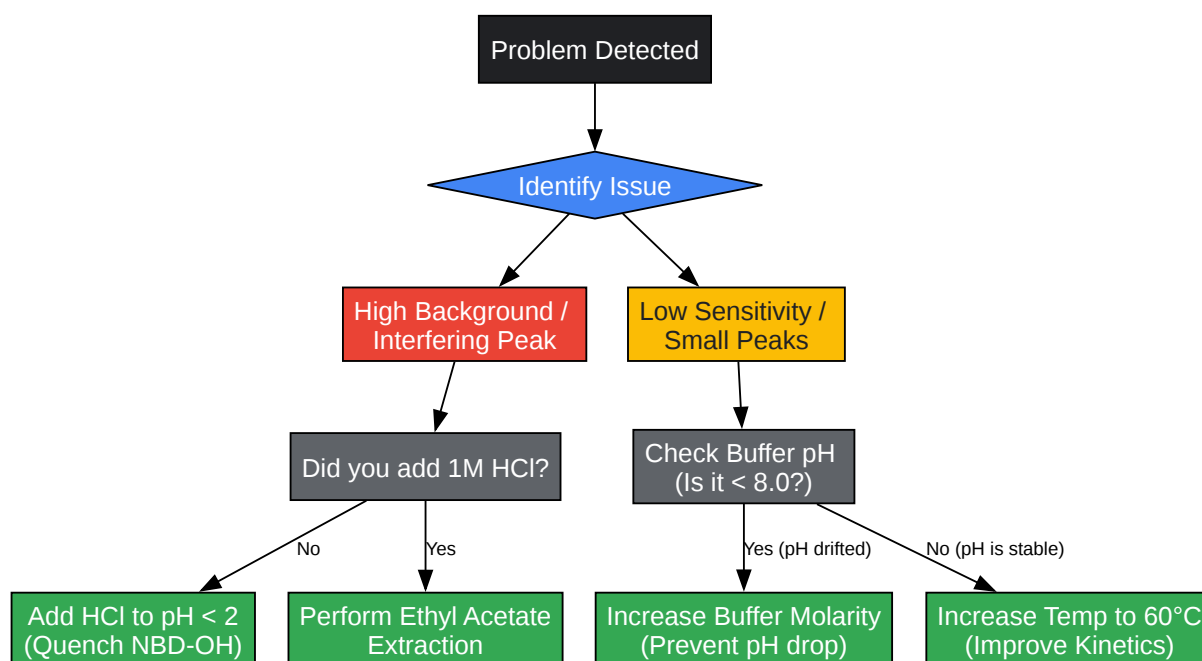 Problem Detected
Identify Issue
High Background /
Interfering Peak
Low Sensitivity /
Small Peaks
Did you add 1M HCl?
Check Buffer pH
(Is it < 8.0?)
No
Yes
Yes (pH drifted)
No (pH is stable)
Add HCl to pH < 2
(Quench NBD-OH)
Perform Ethyl Acetate
Extraction
Increase Buffer Molarity
(Prevent pH drop)
Increase Temp to 60°C
(Improve Kinetics)